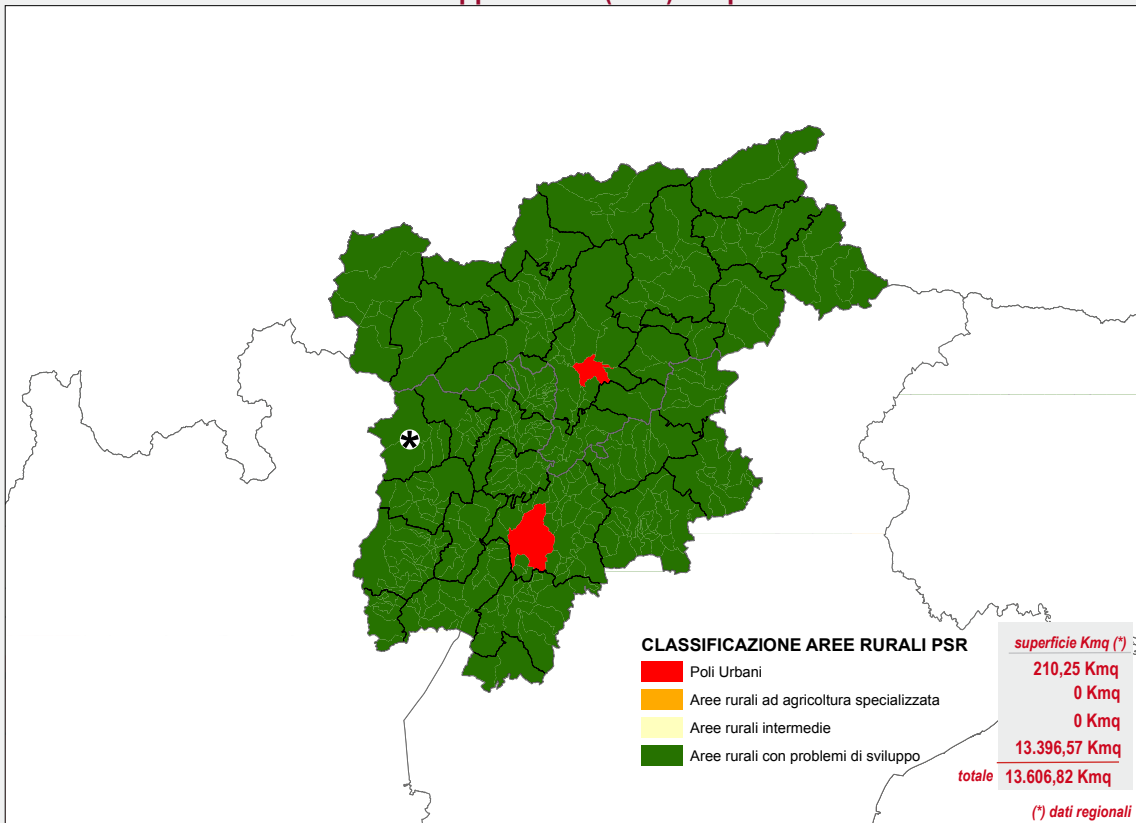 CLASSIFICAZIONE AREE RURALI PSR
superficie Kmq (*)
Poli Urbani
210,25 Kmq
Aree rurali ad agricoltura specializzata
0 Kmq
Aree rurali intermedie
0 Kmq
Aree rurali con problemi di sviluppo
13.396,57 Kmq
totale 13.606,82 Kmq
(*) dati regionali